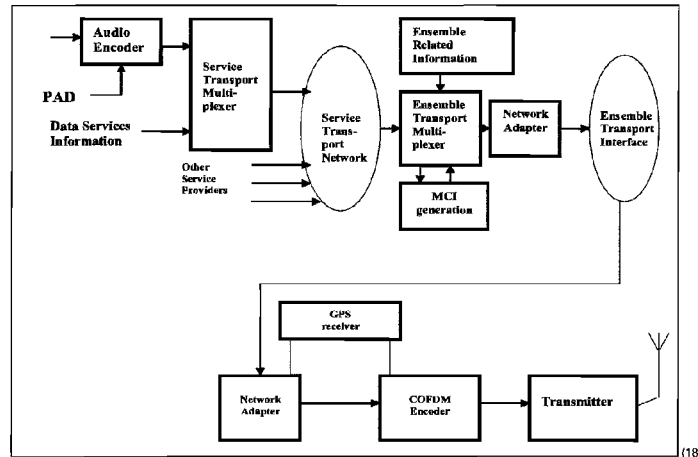 Audio
Encoder
PAD
Data Services
Information
Service
Transport
Multi-
plexer
Other
Service
Providers
Service
Trans-
port
Network
Ensemble
Related
Information
Ensemble
Transport
Multi-
plexer
MCI
generation
Network
Adapter
Ensemble
Transport
Interface
GPS
receiver
Network
Adapter
COFDM
Encoder
Transmitter
(18